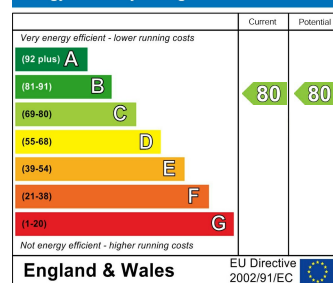 Current Potential
Very energy efficient - lower running costs
(92 plus) A
(81-91) B
(69-80) C
(55-68) D
(39-54) E
(21-38) F
(1-20) G
80 80
Not energy efficient - higher running costs
England & Wales
EU Directive
2002/91/EC